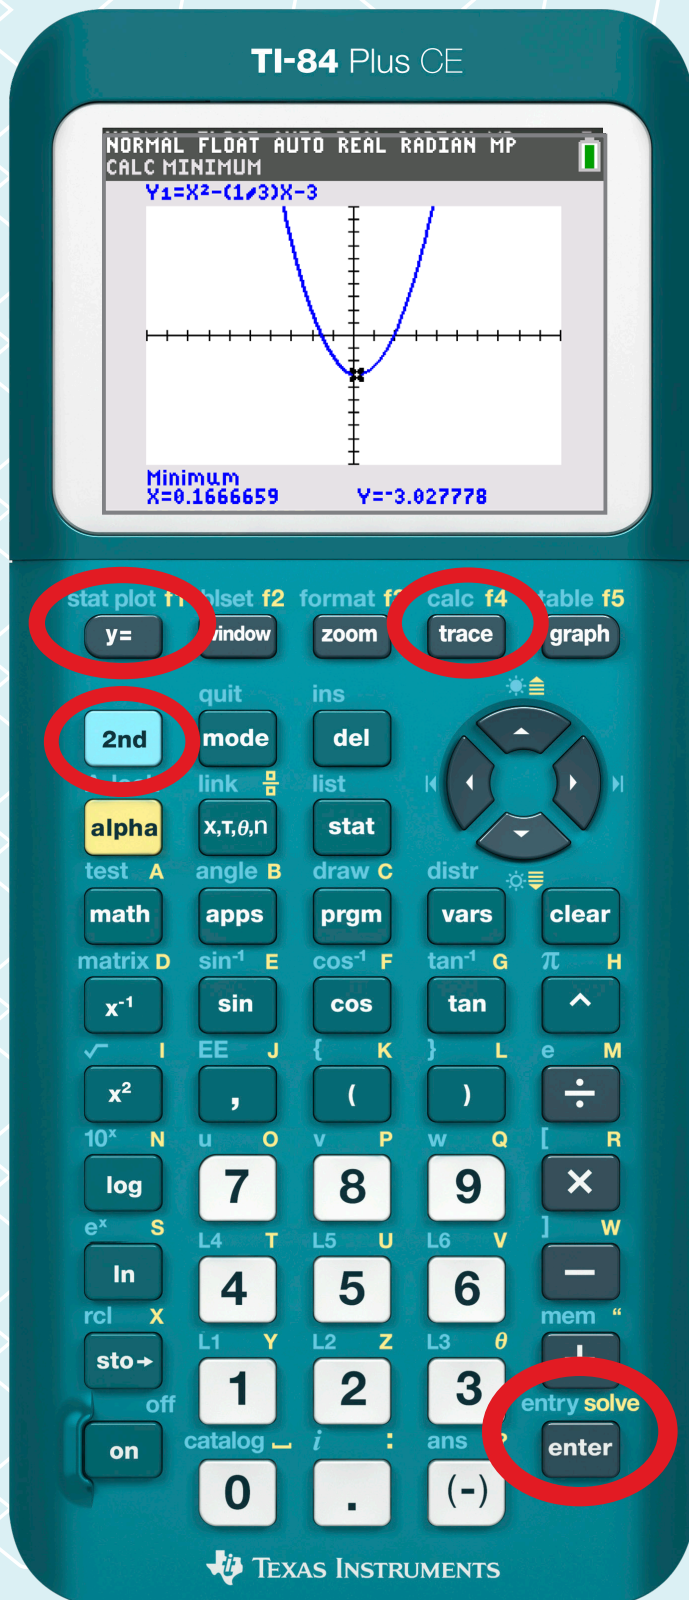 TI-84 Plus CE
NORMAL FLOAT AUTO REAL RADIAN MP
CALC MINIMUM
Y₁=X²-(1/3)X-3
Minimum
X=0.1666659 Y=-3.027778
stat plot f1 tblset f2 format f3 calc f4 table f5
y= window zoom trace graph
quit ins
2nd mode del
link list
alpha X,T,θ,n stat
test A angle B draw C distr
math apps prgm vars clear
matrix D sin⁻¹ E cos⁻¹ F tan⁻¹ G π H
x⁻¹ sin cos tan ^
√ I EE J { K } L e M
x² , ( ) ÷
10ˣ N u O v P w Q [ R
log 7 8 9 ×
eˣ S L4 T L5 U L6 V ] W
ln 4 5 6 −
rcl X L1 Y L2 Z L3 θ mem "
sto→ 1 2 3 +
off catalog i : ans entry solve
on 0 . (-) enter
TEXAS INSTRUMENTS